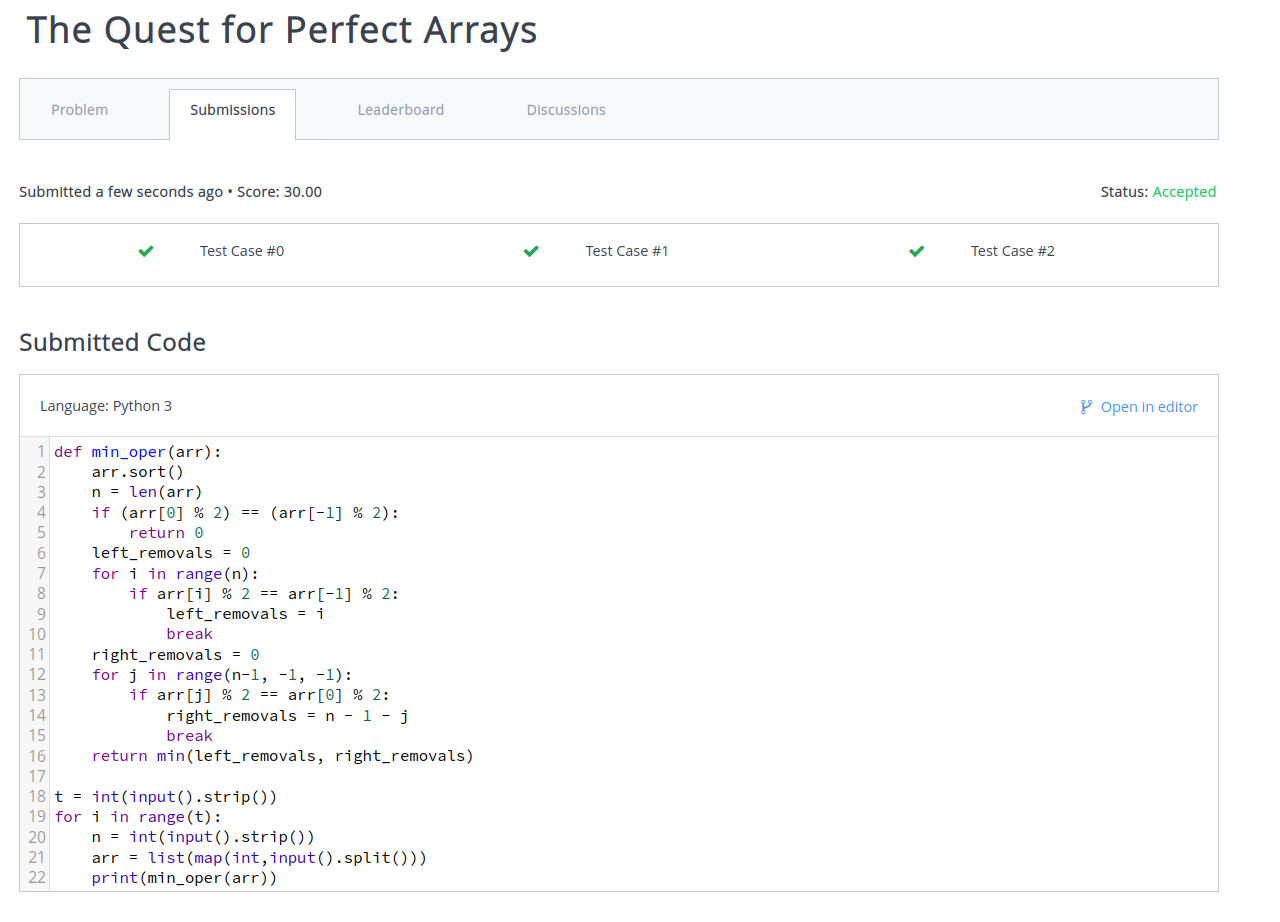 The Quest for Perfect Arrays
Problem Submissions Leaderboard Discussions
Submitted a few seconds ago • Score: 30.00 Status: Accepted
Test Case #0 Test Case #1 Test Case #2
Submitted Code
Language: Python 3 Open in editor
1 def min_oper(arr):
2     arr.sort()
3     n = len(arr)
4     if (arr[0] % 2) == (arr[-1] % 2):
5         return 0
6     left_removals = 0
7     for i in range(n):
8         if arr[i] % 2 == arr[-1] % 2:
9             left_removals = i
10             break
11     right_removals = 0
12     for j in range(n-1, -1, -1):
13         if arr[j] % 2 == arr[0] % 2:
14             right_removals = n - 1 - j
15             break
16     return min(left_removals, right_removals)
17
18 t = int(input().strip())
19 for i in range(t):
20     n = int(input().strip())
21     arr = list(map(int,input().split()))
22     print(min_oper(arr))